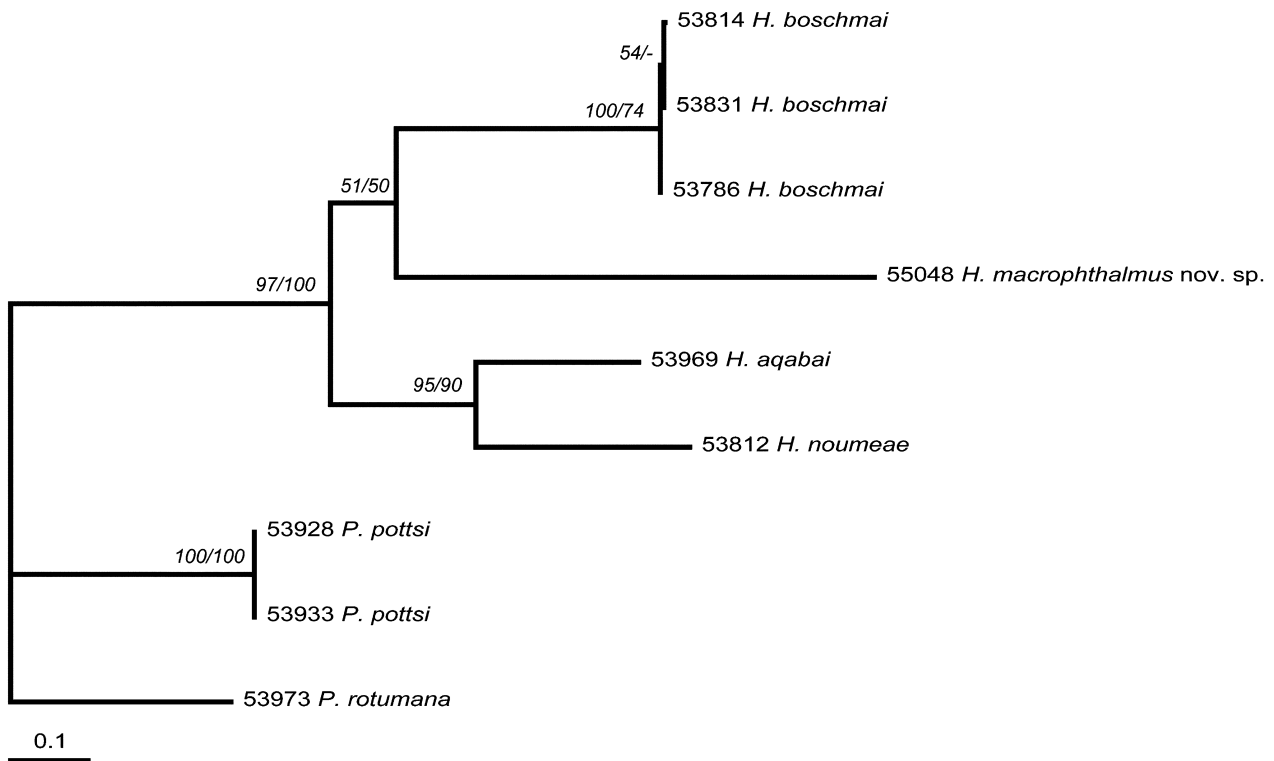 53814 H. boschmai
54/-
53831 H. boschmai
100/74
51/50
53786 H. boschmai
55048 H. macrophthalmus nov. sp.
97/100
53969 H. aqabai
95/90
53812 H. noumeae
53928 P. pottsi
100/100
53933 P. pottsi
53973 P. rotumana
0.1